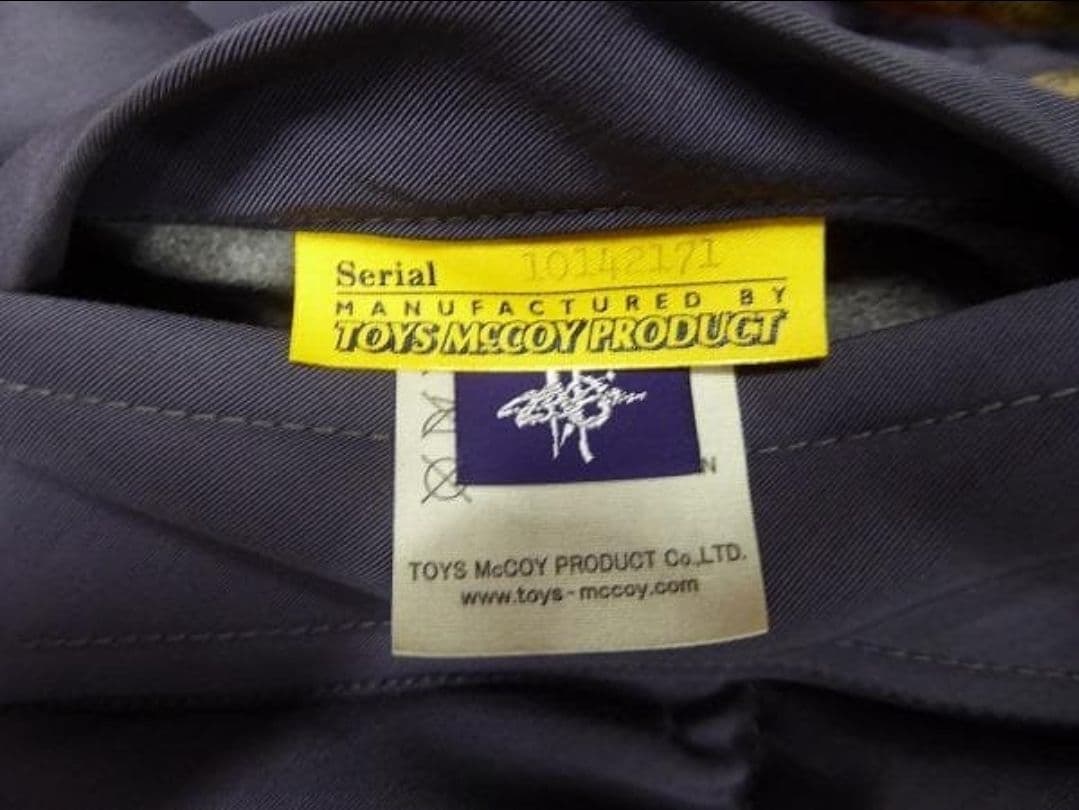 Serial 10142171
MANUFACTURED BY
TOYS McCOY PRODUCT
N
TOYS McCOY PRODUCT Co.,LTD.
www.toys-mccoy.com